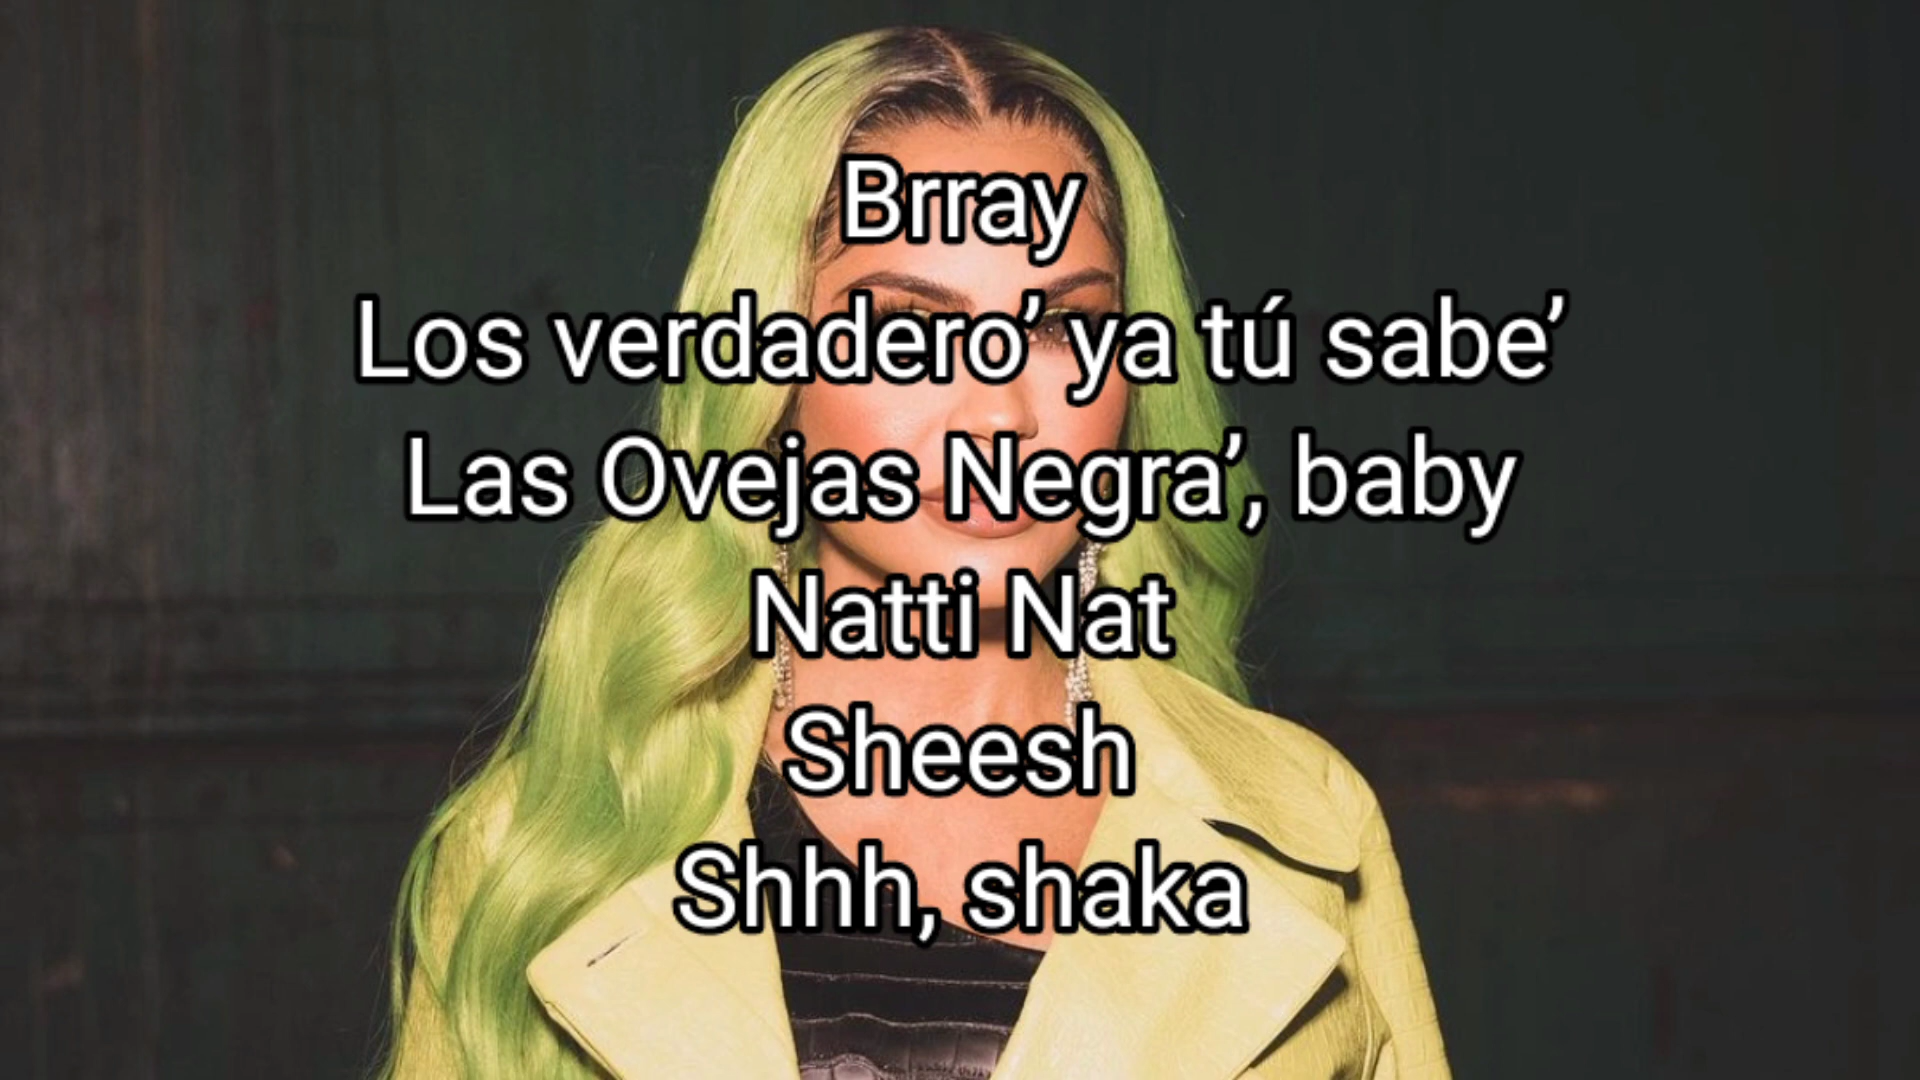 Brray
Los verdadero’ ya tú sabe’
Las Ovejas Negra’, baby
Natti Nat
Sheesh
Shhh, shaka